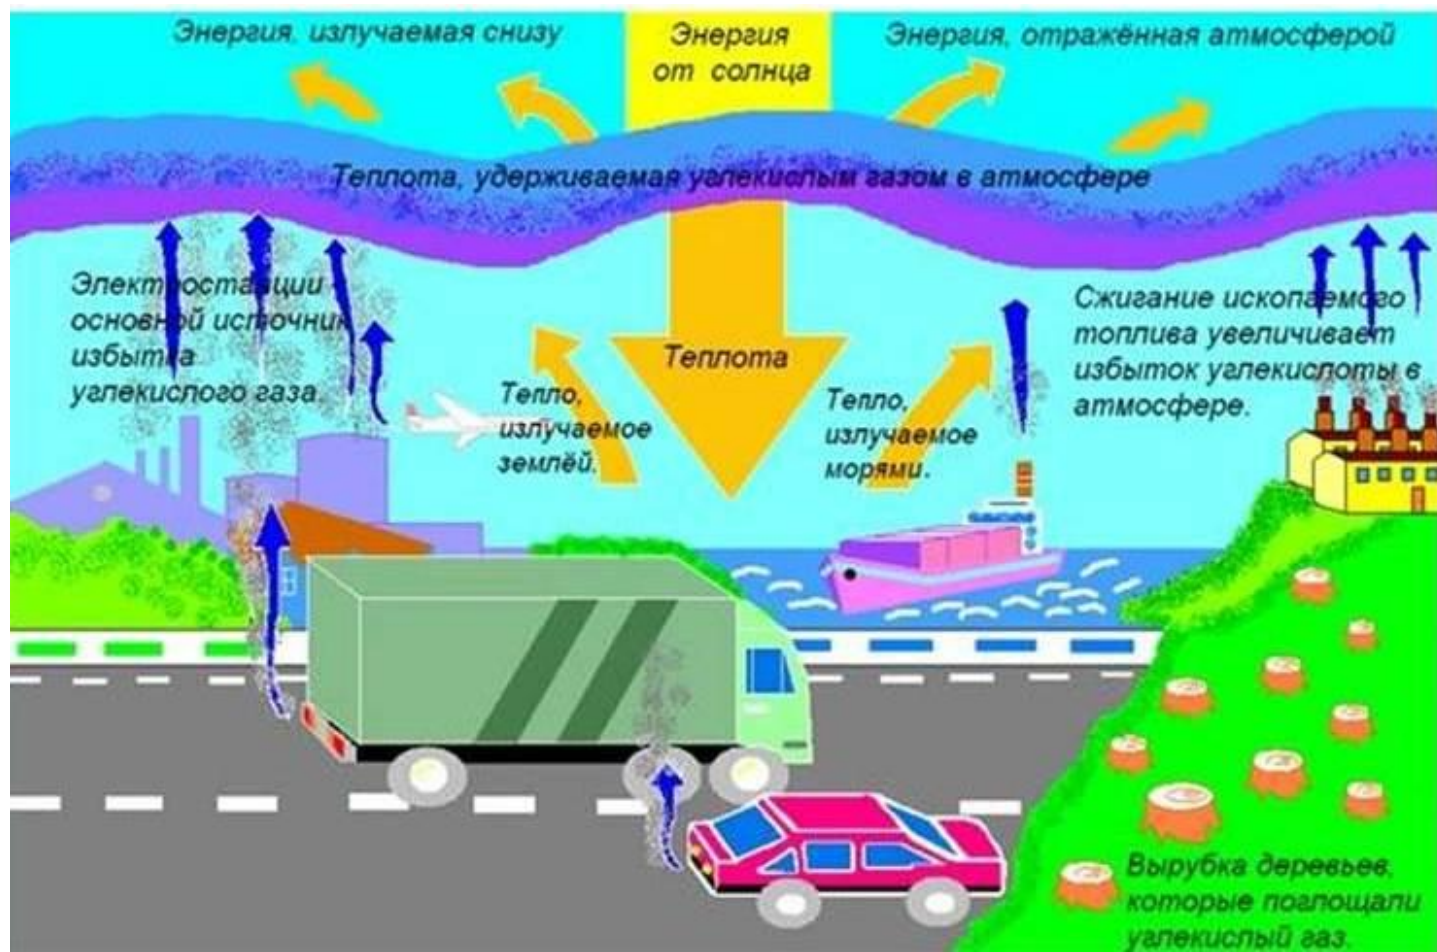 Энергия, излучаемая снизу
Энергия
от солнца
Энергия, отражённая атмосферой
Теплота, удерживаемая углекислым газом в атмосфере
Электростанции
основной источник
избытка
углекислого газа.
Теплота
Тепло,
излучаемое
землёй.
Тепло,
излучаемое
морями.
Сжигание ископаемого
топлива увеличивает
избыток углекислоты в
атмосфере.
Вырубка деревьев,
которые поглощали
углекислый газ.